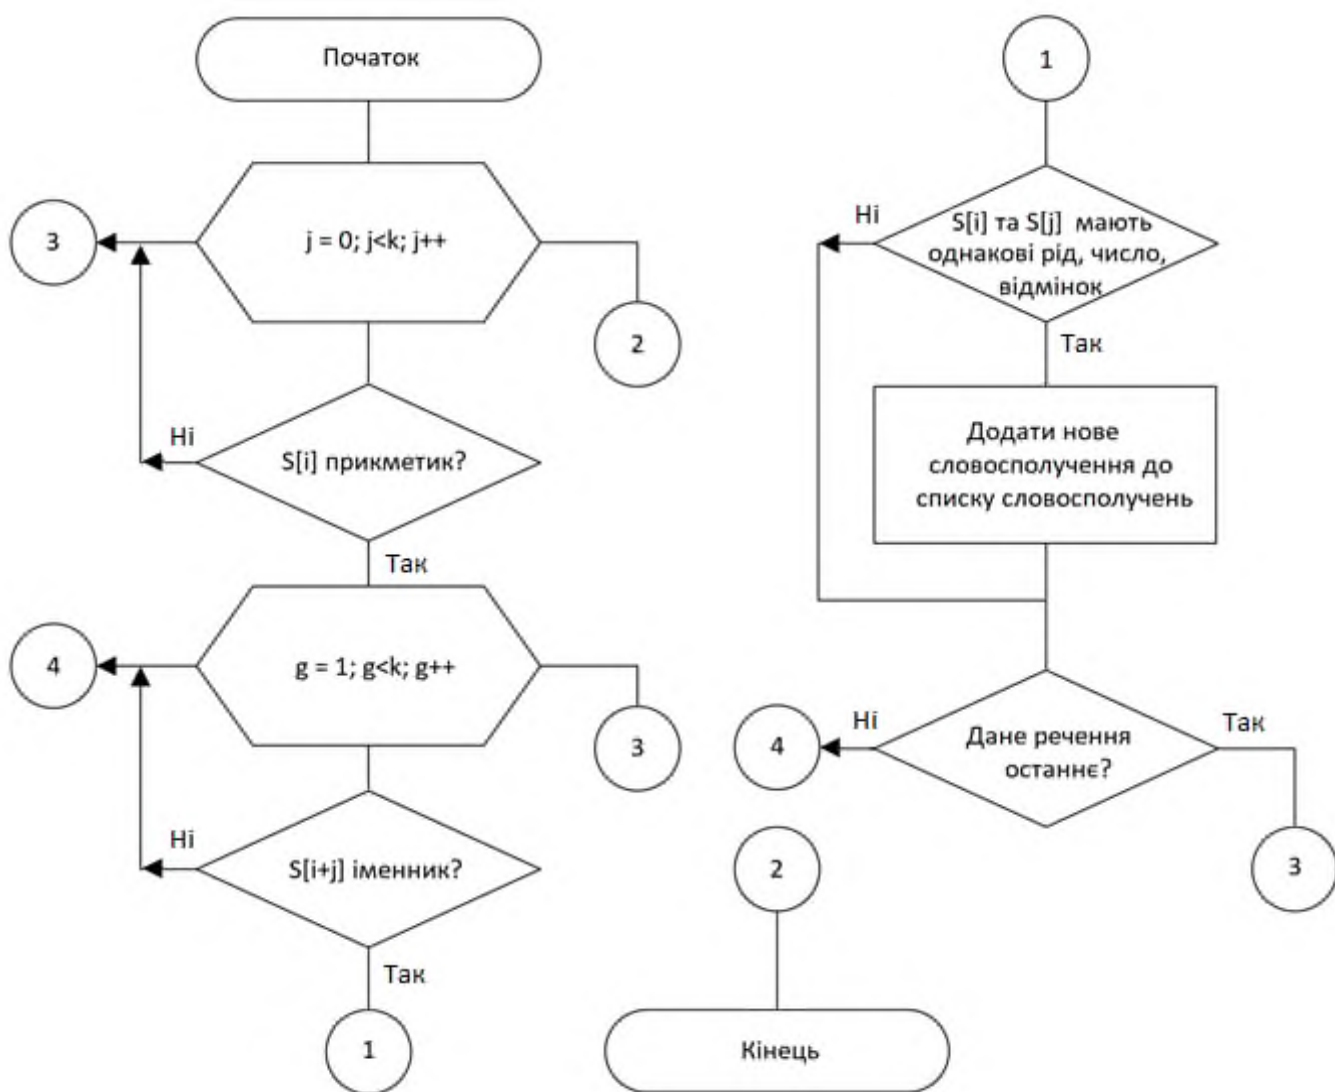 Початок
j = 0; j<k; j++
3
2
S[i] прикметик?
Ні
Так
g = 1; g<k; g++
4
3
S[i+j] іменник?
Ні
Так
1
1
S[i] та S[j] мають
однакові рід, число,
відмінок
Ні
Так
Додати нове
словосполучення до
списку словосполучень
Дане речення
останнє?
Ні
Так
4
3
2
Кінець